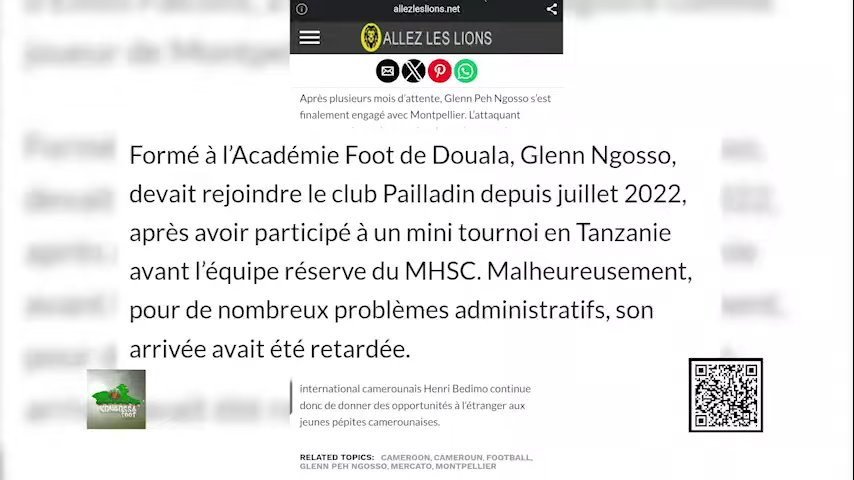 allezleslions.net
ALLEZ LES LIONS
Après plusieurs mois d'attente, Glenn Peh Ngosso s'est
finalement engagé avec Montpellier. L'attaquant
Formé à l'Académie Foot de Douala, Glenn Ngosso,
devait rejoindre le club Pailladin depuis juillet 2022,
après avoir participé à un mini tournoi en Tanzanie
avant l'équipe réserve du MHSC. Malheureusement,
pour de nombreux problèmes administratifs, son
arrivée avait été retardée.
international camerounais Henri Bedimo continue
donc de donner des opportunités à l'étranger aux
jeunes pépites camerounaises.
RELATED TOPICS: CAMEROON, CAMEROUN, FOOTBALL,
GLENN PEH NGOSSO, MERCATO, MONTPELLIER